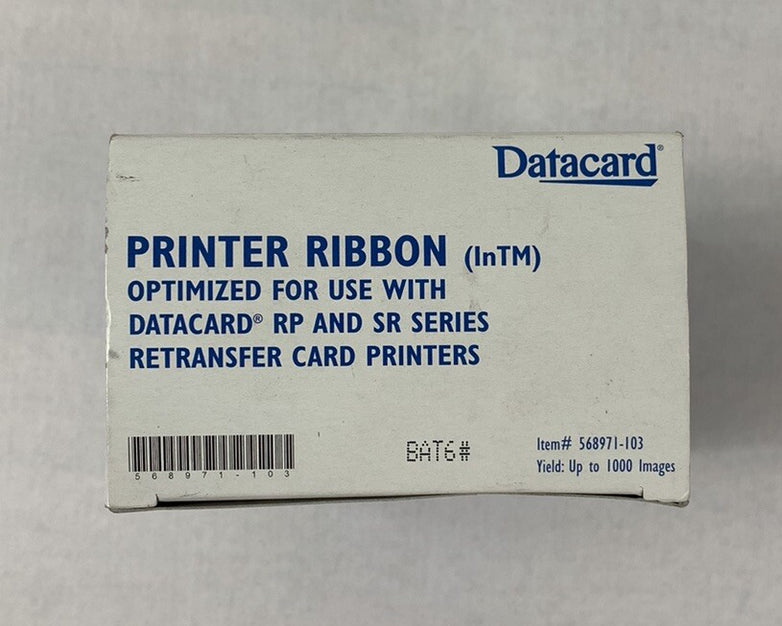 Datacard®
PRINTER RIBBON (InTM)
OPTIMIZED FOR USE WITH
DATACARD® RP AND SR SERIES
RETRANSFER CARD PRINTERS
568971-103
BAT6#
Item# 568971-103
Yield: Up to 1000 Images